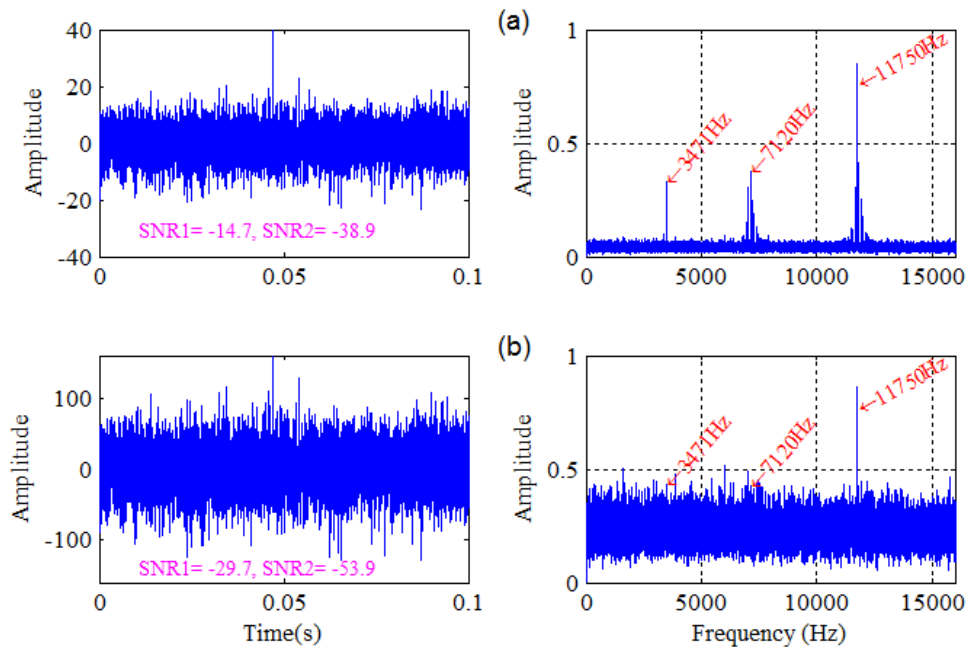 (a)
Amplitude
40
20
0
-20
-40
0
0.05
0.1
SNR1= -14.7, SNR2= -38.9
Amplitude
1
0.5
0
0
5000
10000
15000
←3471Hz
←7120Hz
←11750Hz
(b)
Amplitude
100
0
-100
0
0.05
0.1
SNR1= -29.7, SNR2= -53.9
Time(s)
Amplitude
1
0.5
0
0
5000
10000
15000
←3471Hz
←7120Hz
←11750Hz
Frequency (Hz)